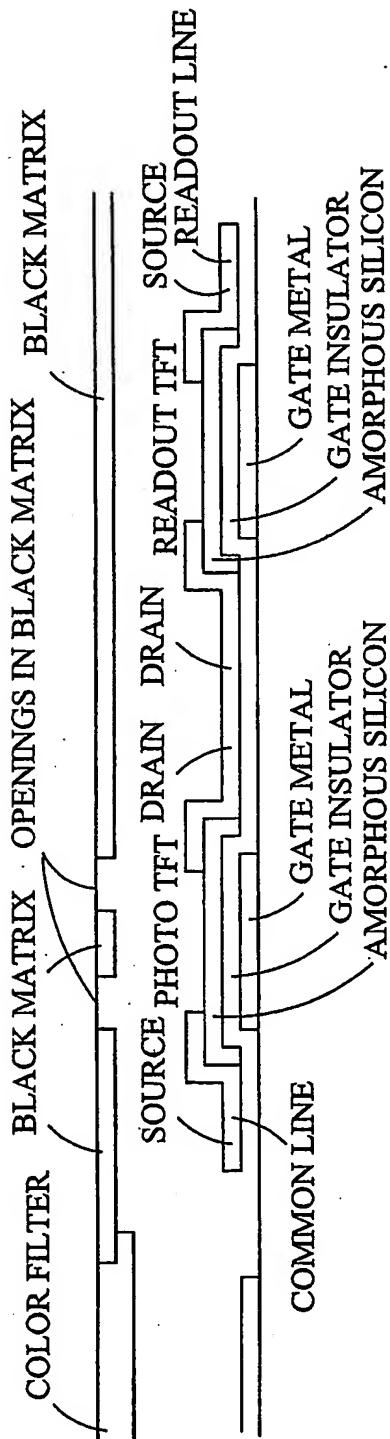 COLOR FILTER
BLACK MATRIX
OPENINGS IN BLACK MATRIX
BLACK MATRIX
SOURCE
PHOTO TFT
DRAIN
DRAIN
READOUT TFT
SOURCE
READOUT LINE
COMMON LINE
GATE METAL
GATE INSULATOR
AMORPHOUS SILICON
GATE METAL
GATE INSULATOR
AMORPHOUS SILICON